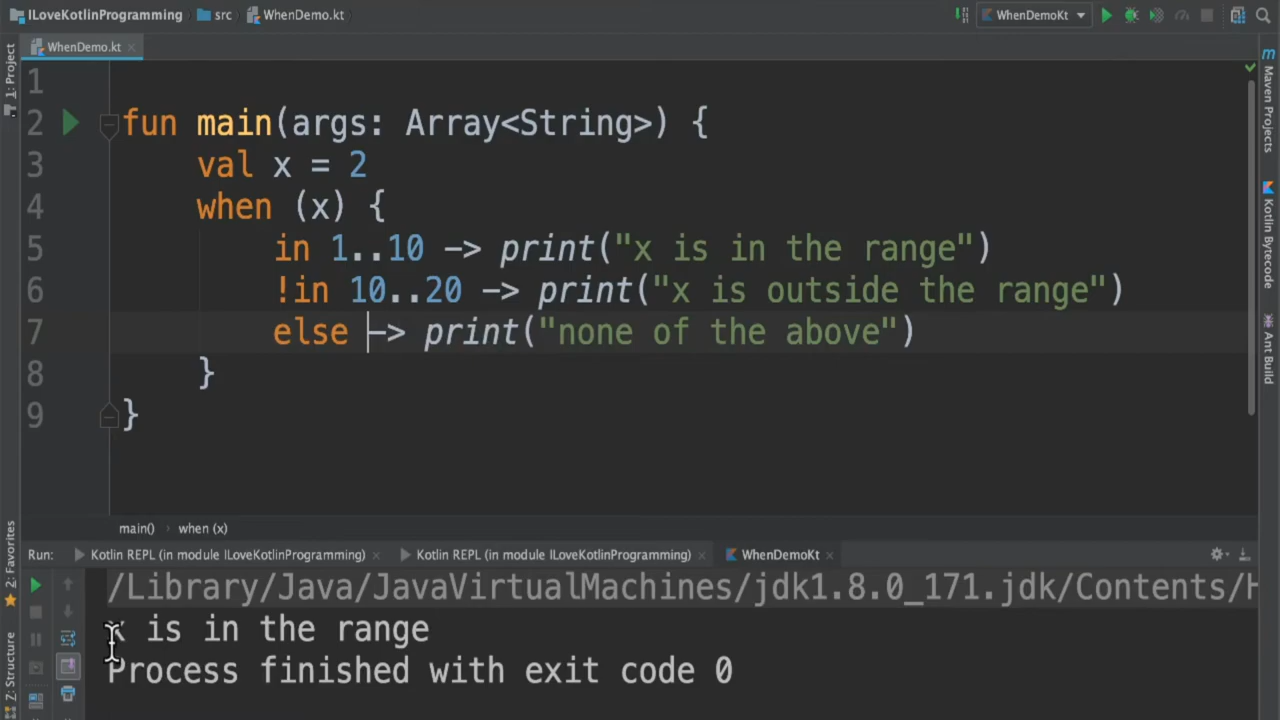 ILoveKotlinProgramming src WhenDemo.kt WhenDemoKt
1: Project
WhenDemo.kt
Maven Projects
Kotlin Bytecode
Ant Build
1
2 fun main(args: Array<String>) {
3 val x = 2
4 when (x) {
5 in 1..10 -> print("x is in the range")
6 !in 10..20 -> print("x is outside the range")
7 else -> print("none of the above")
8 }
9 }
main() › when (x)
2: Favorites
Z: Structure
Run: Kotlin REPL (in module ILoveKotlinProgramming) Kotlin REPL (in module ILoveKotlinProgramming) WhenDemoKt
/Library/Java/JavaVirtualMachines/jdk1.8.0_171.jdk/Contents/H
x is in the range
Process finished with exit code 0